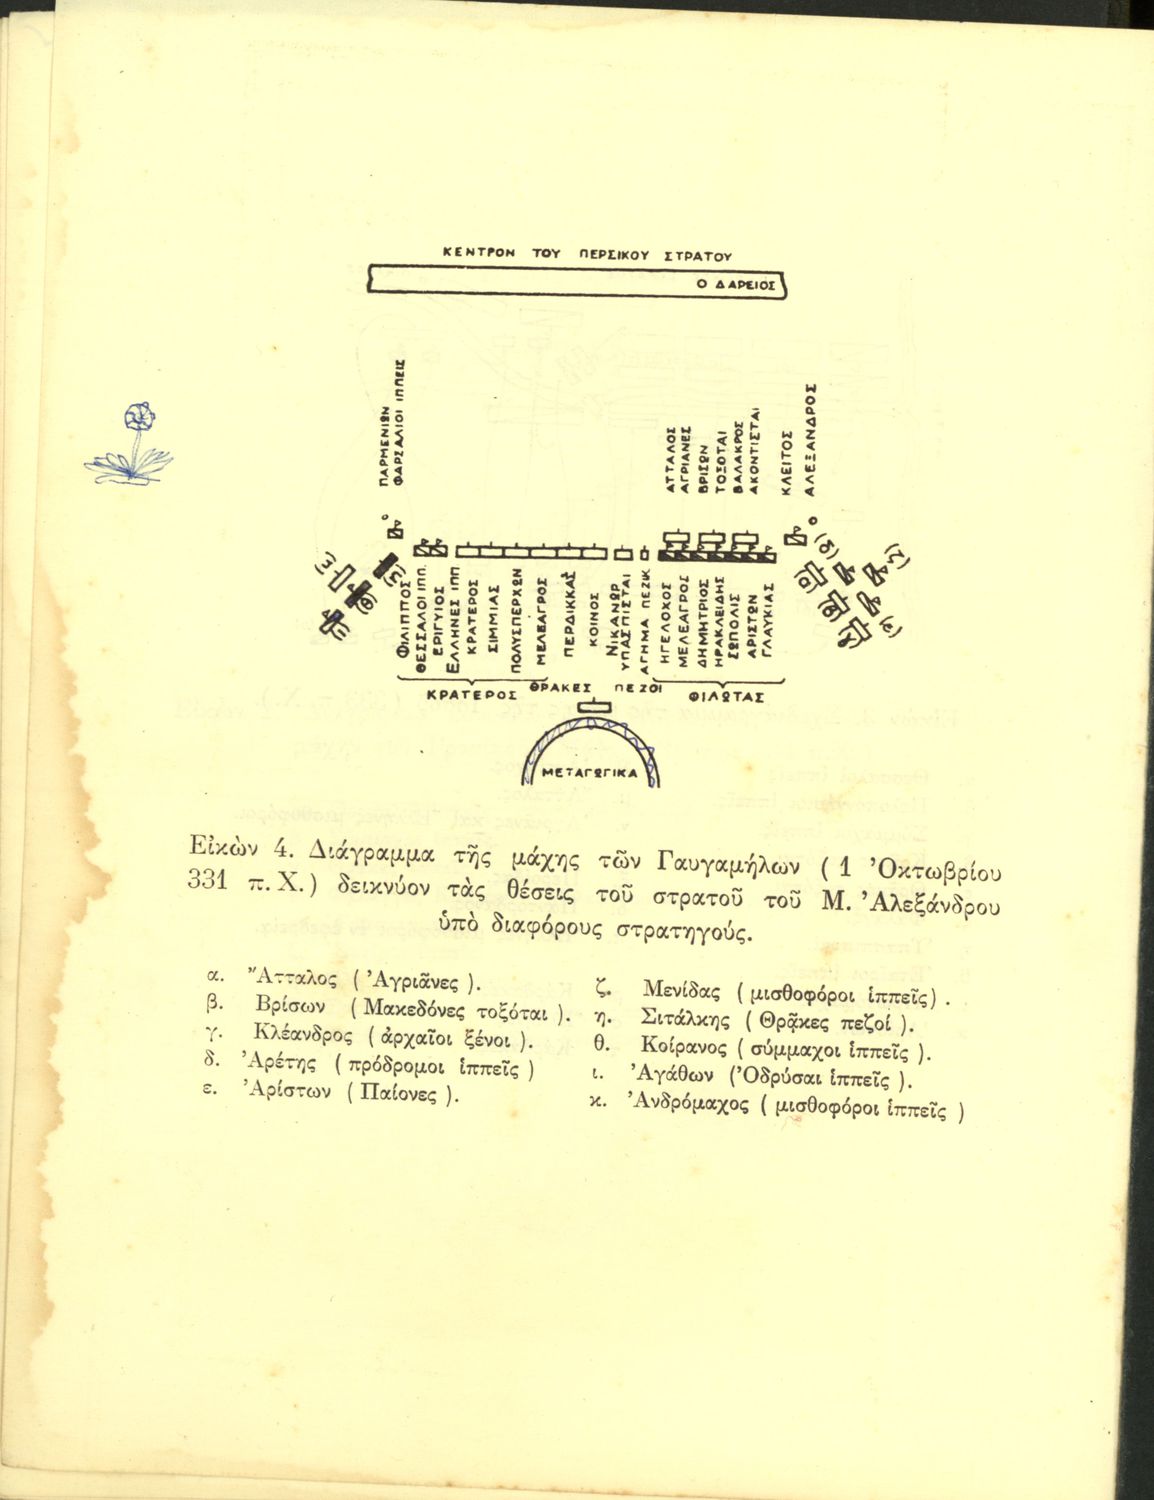 ΚΕΝΤΡΟΝ ΤΟΥ ΠΕΡΣΙΚΟΥ ΣΤΡΑΤΟΥ
Ο ΔΑΡΕΙΟΣ
ΠΑΡΜΕΝΙΩΝ
ΦΑΡΣΑΛΙΟΙ ΙΠΠΕΙΣ
ΑΤΤΑΛΟΣ
ΑΓΡΙΑΝΕΣ
ΒΡΙΣΩΝ
ΤΟΞΟΤΑΙ
ΒΑΛΑΚΡΟΣ
ΑΚΟΝΤΙΣΤΑΙ
ΚΛΕΙΤΟΣ
ΑΛΕΞΑΝΔΡΟΣ
(κ)
(η)
(θ)
(ι)
(δ)
(ζ)
(α)
(β)
(γ)
(ε)
ΦΙΛΙΠΠΟΣ
ΘΕΣΣΑΛΟΙ ΙΠΠ.
ΕΡΙΓΥΙΟΣ
ΕΛΛΗΝΕΣ ΙΠΠ
ΚΡΑΤΕΡΟΣ
ΣΙΜΜΙΑΣ
ΠΟΛΥΣΠΕΡΧΩΝ
ΜΕΛΕΑΓΡΟΣ
ΠΕΡΔΙΚΚΑΣ
ΚΟΙΝΟΣ
ΝΙΚΑΝΩΡ
ΥΠΑΣΠΙΣΤΑΙ
ΑΓΗΜΑ ΠΕΖΙΚ
ΗΓΕΛΟΧΟΣ
ΜΕΛΕΑΓΡΟΣ
ΔΗΜΗΤΡΙΟΣ
ΗΡΑΚΛΕΙΔΗΣ
ΣΩΠΟΛΙΣ
ΑΡΙΣΤΩΝ
ΓΛΑΥΚΙΑΣ
ΚΡΑΤΕΡΟΣ
ΘΡΑΚΕΣ ΠΕΖΟΙ
ΦΙΛΩΤΑΣ
ΜΕΤΑΓΩΓΙΚΑ
Εἰκὼν 4. Διάγραμμα τῆς μάχης τῶν Γαυγαμήλων ( 1 Ὀκτωβρίου
331 π. Χ.) δεικνύον τὰς θέσεις τοῦ στρατοῦ τοῦ Μ. Ἀλεξάνδρου
ὑπὸ διαφόρους στρατηγούς.
α. Ἄτταλος ( Ἀγριᾶνες ).
β. Βρίσων ( Μακεδόνες τοξόται ).
γ. Κλέανδρος ( ἀρχαῖοι ξένοι ).
δ. Ἀρέτης ( πρόδρομοι ἱππεῖς )
ε. Ἀρίστων ( Παίονες ).
ζ. Μενίδας ( μισθοφόροι ἱππεῖς) .
η. Σιτάλκης ( Θρᾷκες πεζοί ).
θ. Κοίρανος ( σύμμαχοι ἱππεῖς ).
ι. Ἀγάθων (Ὀδρύσαι ἱππεῖς ).
κ. Ἀνδρόμαχος ( μισθοφόροι ἱππεῖς )